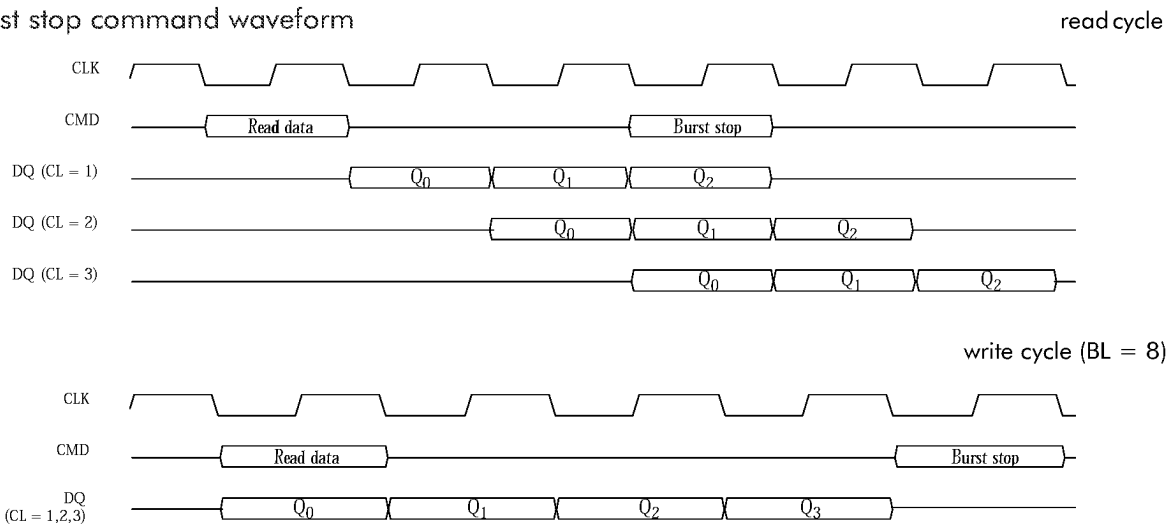 st stop command waveform
read cycle
CLK
CMD
Read data
Burst stop
DQ (CL = 1)
Q0
Q1
Q2
DQ (CL = 2)
Q0
Q1
Q2
DQ (CL = 3)
Q0
Q1
Q2
write cycle (BL = 8)
CLK
CMD
Read data
Burst stop
DQ
(CL = 1,2,3)
Q0
Q1
Q2
Q3